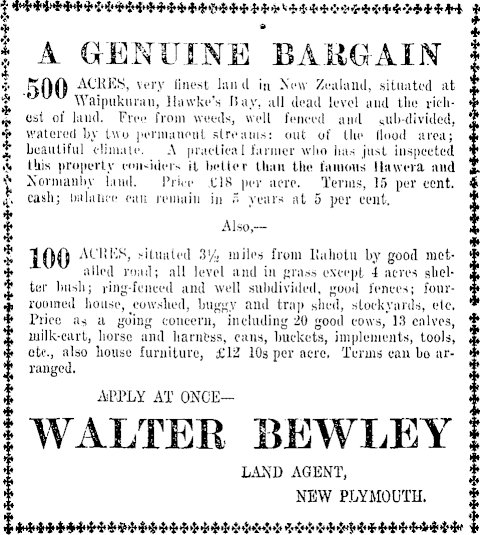 A GENUINE BARGAIN
500 ACRES, very finest land in New Zealand, situated at
Waipukurau, Hawke's Bay, all dead level and the rich-
est of land. Free from weeds, well fenced and sub-divided,
watered by two permanent streams: out of the flood area;
beautiful climate. A practical farmer who has just inspected
this property considers it better than the famous Hawera and
Normanby land. Price £18 per acre. Terms, 15 per cent.
cash; balance can remain in 5 years at 5 per cent.
Also,—
100 ACRES, situated 3½ miles from Rahotu by good met-
alled road; all level and in grass except 4 acres shel-
ter bush; ring-fenced and well subdivided, good fences; four-
roomed house, cowshed, buggy and trap shed, stockyards, etc.
Price as a going concern, including 20 good cows, 13 calves,
milk-cart, horse and harness, cans, buckets, implements, tools,
etc., also house furniture, £12 10s per acre. Terms can be ar-
ranged.
APPLY AT ONCE—
WALTER BEWLEY
LAND AGENT,
NEW PLYMOUTH.